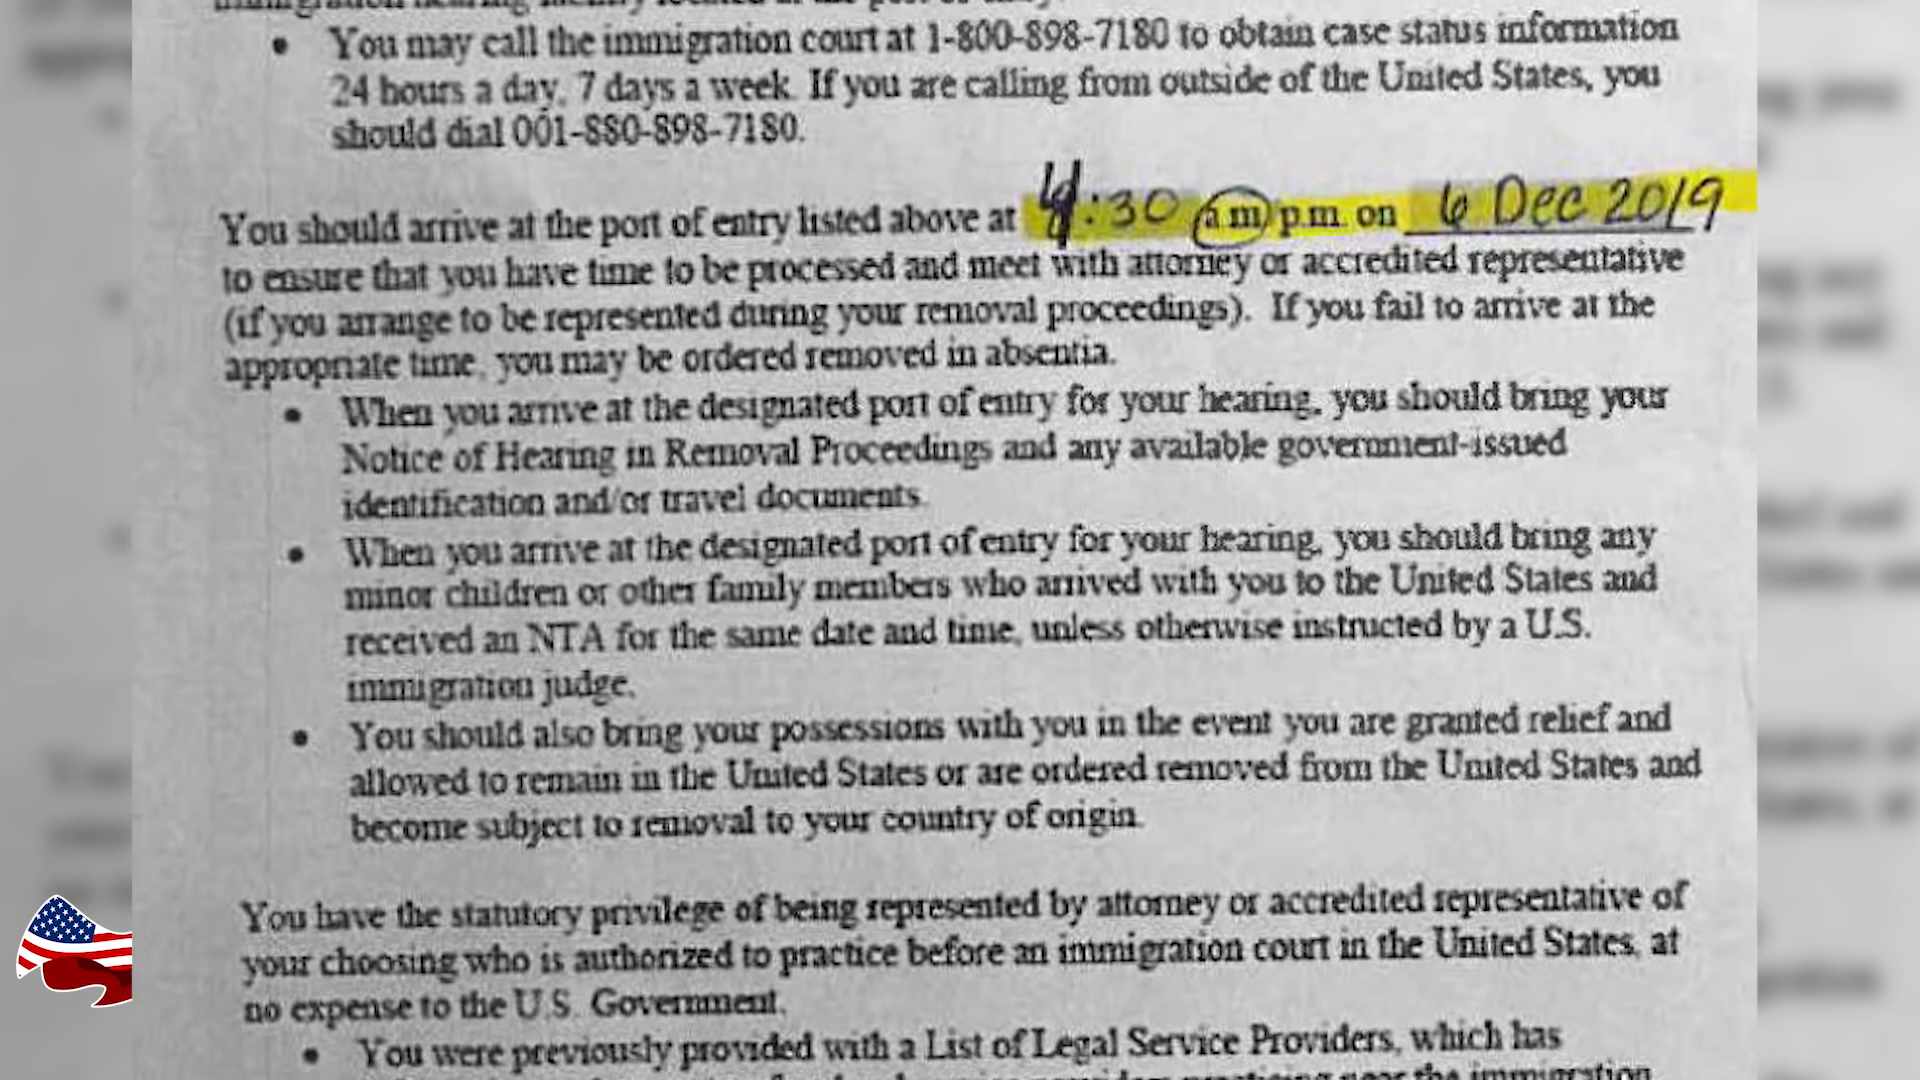 • You may call the immigration court at 1-800-898-7180 to obtain case status information
24 hours a day, 7 days a week. If you are calling from outside of the United States, you
should dial 001-880-898-7180.
You should arrive at the port of entry listed above at 4:30 am p.m. on 6 Dec 2019
to ensure that you have time to be processed and meet with attorney or accredited representative
(if you arrange to be represented during your removal proceedings). If you fail to arrive at the
appropriate time, you may be ordered removed in absentia.
• When you arrive at the designated port of entry for your hearing, you should bring your
Notice of Hearing in Removal Proceedings and any available government-issued
identification and/or travel documents.
• When you arrive at the designated port of entry for your hearing, you should bring any
minor children or other family members who arrived with you to the United States and
received an NTA for the same date and time, unless otherwise instructed by a U.S.
immigration judge.
• You should also bring your possessions with you in the event you are granted relief and
allowed to remain in the United States or are ordered removed from the United States and
become subject to removal to your country of origin.
You have the statutory privilege of being represented by attorney or accredited representative of
your choosing who is authorized to practice before an immigration court in the United States, at
no expense to the U.S. Government.
• You were previously provided with a List of Legal Service Providers, which has
the immigration